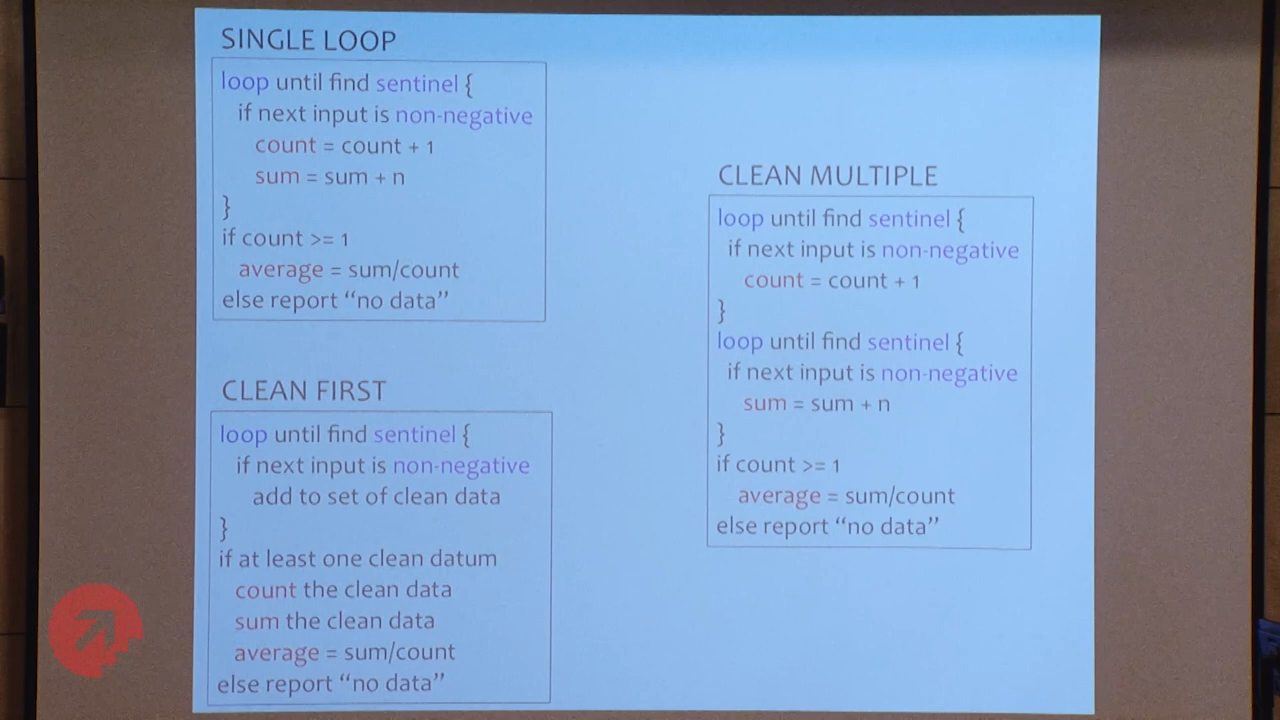 SINGLE LOOP
loop until find sentinel {
if next input is non-negative
count = count + 1
sum = sum + n
}
if count >= 1
average = sum/count
else report “no data”
CLEAN FIRST
loop until find sentinel {
if next input is non-negative
add to set of clean data
}
if at least one clean datum
count the clean data
sum the clean data
average = sum/count
else report “no data”
CLEAN MULTIPLE
loop until find sentinel {
if next input is non-negative
count = count + 1
}
loop until find sentinel {
if next input is non-negative
sum = sum + n
}
if count >= 1
average = sum/count
else report “no data”